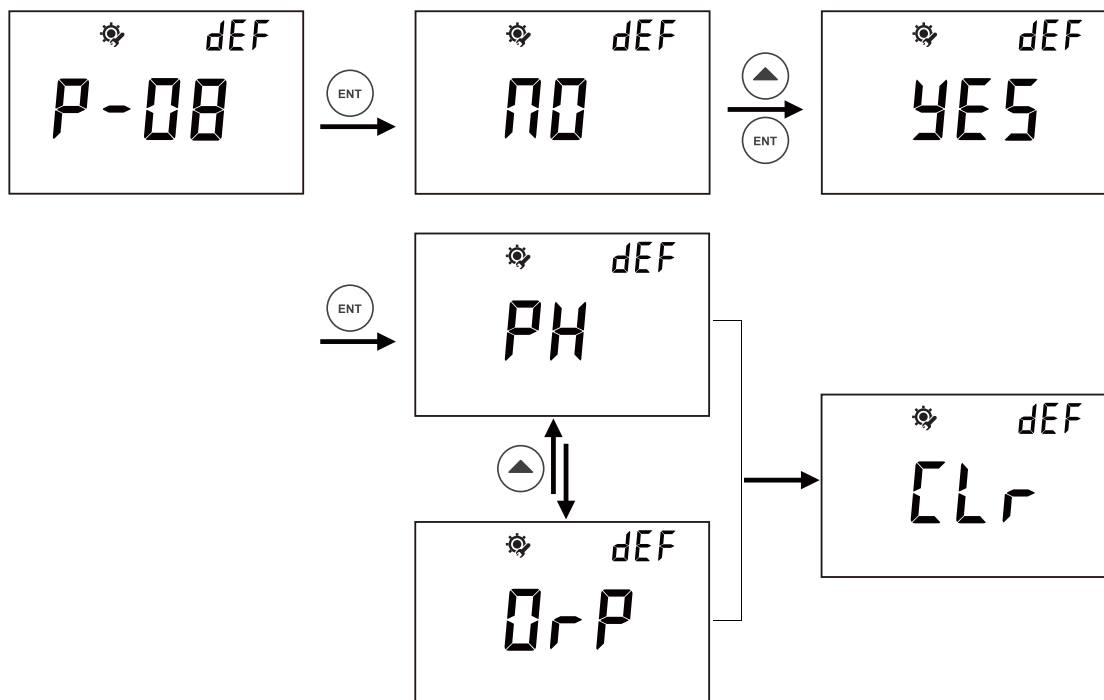 dEF
P-08
ENT
dEF
NO
ENT
dEF
YES
ENT
dEF
PH
dEF
OrP
dEF
CLr